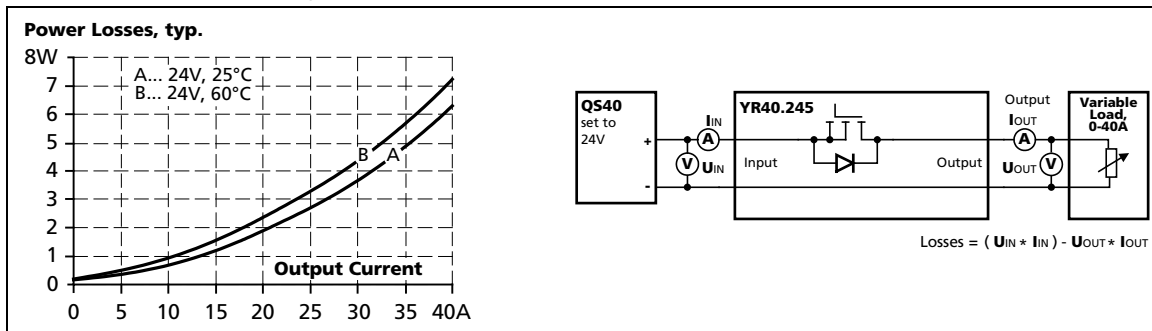 Power Losses, typ.
8W
7
6
5
4
3
2
1
0
A... 24V, 25°C
B... 24V, 60°C
B
A
Output Current
0 5 10 15 20 25 30 35 40A
QS40
set to
24V
+
-
IIN
A
V
UIN
YR40.245
Input
Output
Output
IOUT
A
UOUT
V
Variable
Load,
0-40A
Losses = ( UIN * IIN ) - UOUT * IOUT